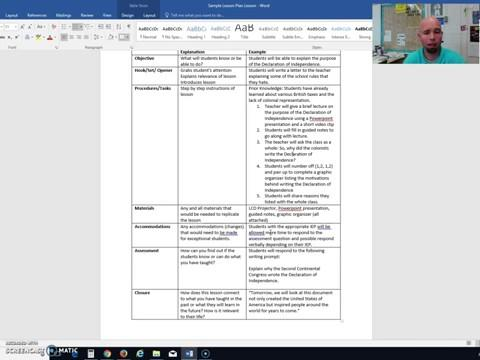 Sample Lesson Plan Lesson - Word
Table Tools
Design Layout References Mailings Review View Design Layout Tell me what you want to do...
AaBbCcDc AaBbCcDc AaBbCc AaBbCcD AaB AaBbCcD AaBbCcDc AaBbCcDc AaBbCcDc
Normal No Spac... Heading 1 Heading 2 Title Subtitle Subtle Em... Emphasis Intense E...
Paragraph
Styles
Explanation Example
Objective What will students know or be able to do? Students will be able to explain the purpose of the Declaration of Independence.
Hook/Set/ Opener Grabs student's attention
Explains relevance of lesson
Introduces lesson
Students will write a letter to the teacher explaining some of the school rules that they hate.
Procedures/Tasks Step by step instructions of lesson
Prior Knowledge: Students have already learned about various British taxes and the lack of colonial representation.
1. Teacher will give a brief lecture on the purpose of the Declaration of Independence using a Powerpoint presentation and a short video clip
2. Students will fill in guided notes to go along with lecture.
3. The teacher will ask the class as a whole: So, why did the colonists write the Declaration of Independence?
4. Students will number off (1,2, 1,2) and pair up to complete a graphic organizer listing the motivations behind writing the Declaration of Independence
5. Students will share reasons they listed with the whole class.
Materials Any and all materials that would be needed to replicate the lesson
LCD Projector, Powerpoint presentation, guided notes, graphic organizer (all attached)
Accommodations Any accommodations (changes) that would need to be made for exceptional students.
Students with the appropriate IEP will be allowed more time to respond to the assessment question and possible respond verbally depending on their IEP.
Assessment How can you find out if the students know or can do what you have taught?
Students will respond to the following writing prompt:
Explain why the Second Continental Congress wrote the Declaration of Independence.
Closure How does this lesson connect to what you have taught in the past or what they will learn in the future? How is it relevant to their life?
"Tomorrow, we will look at this document not only created the United States of America but inspired people around the world for years to come."
RECORDED WITH
SCREENCAST MATIC